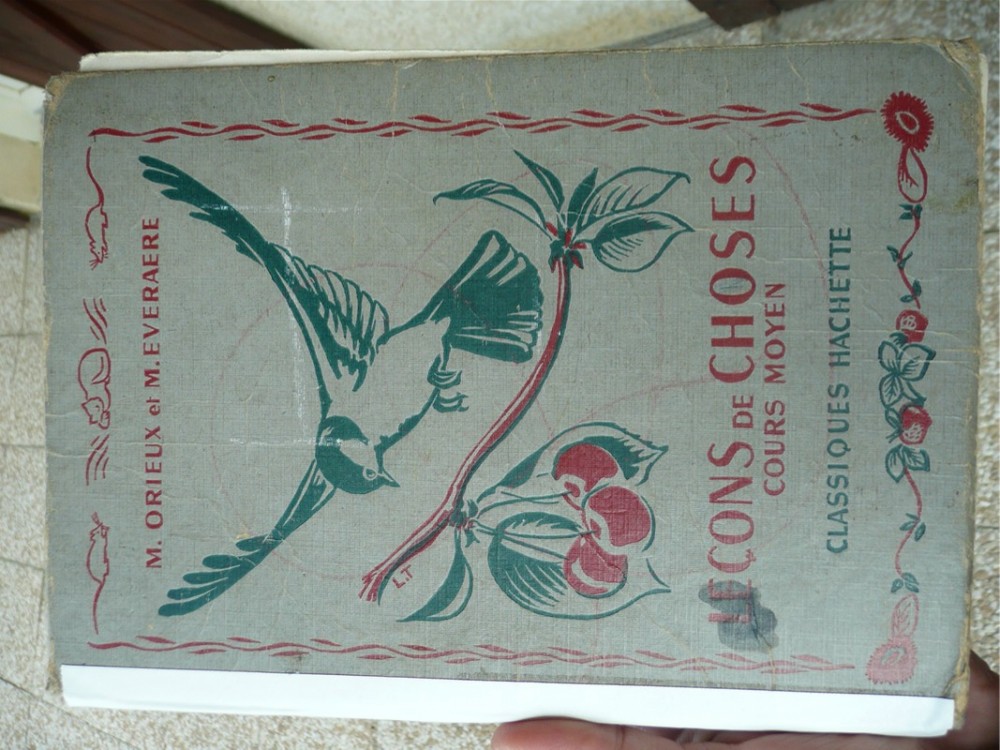 M. ORIEUX et M. EVERAERE
L.T
LEÇONS DE CHOSES
COURS MOYEN
CLASSIQUES HACHETTE